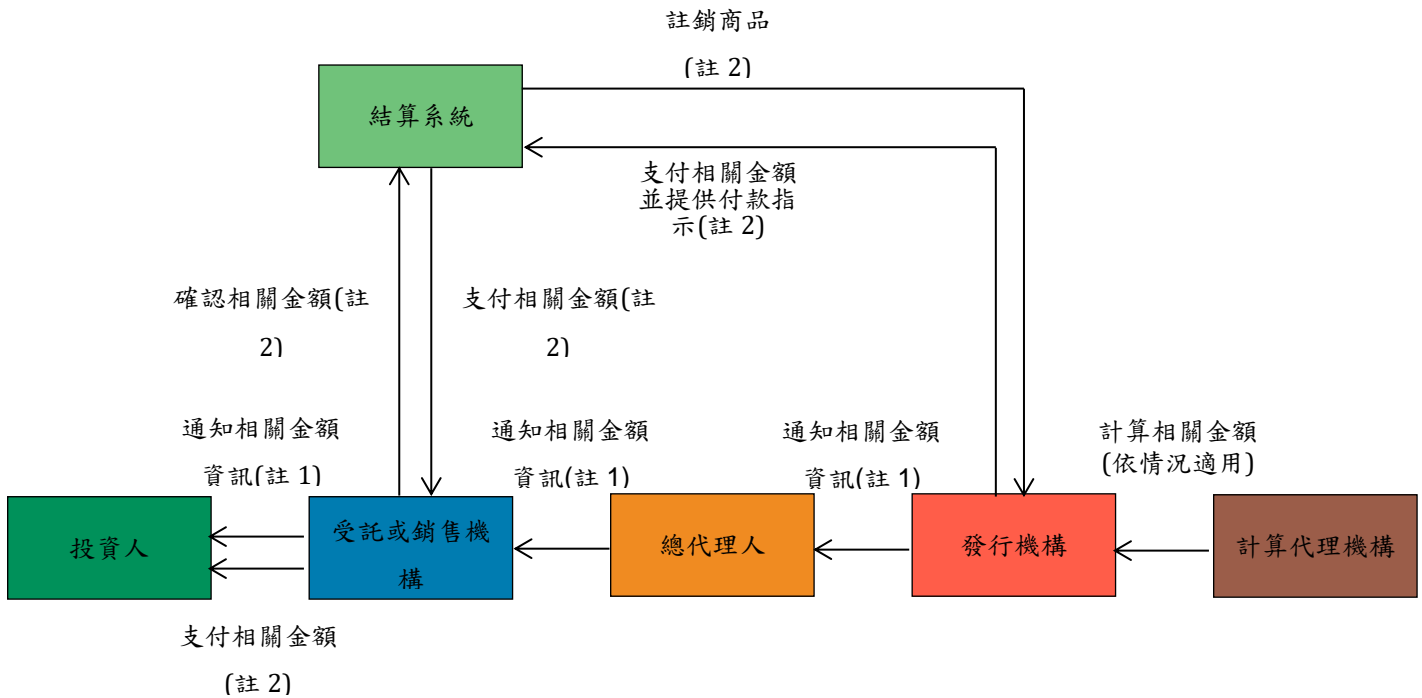 註銷商品
(註 2)
結算系統
支付相關金額
並提供付款指
示(註 2)
確認相關金額(註
2)
支付相關金額(註
2)
通知相關金額
資訊(註 1)
通知相關金額
資訊(註 1)
通知相關金額
資訊(註 1)
計算相關金額
(依情況適用)
投資人
受託或銷售機
構
總代理人
發行機構
計算代理機構
支付相關金額
(註 2)